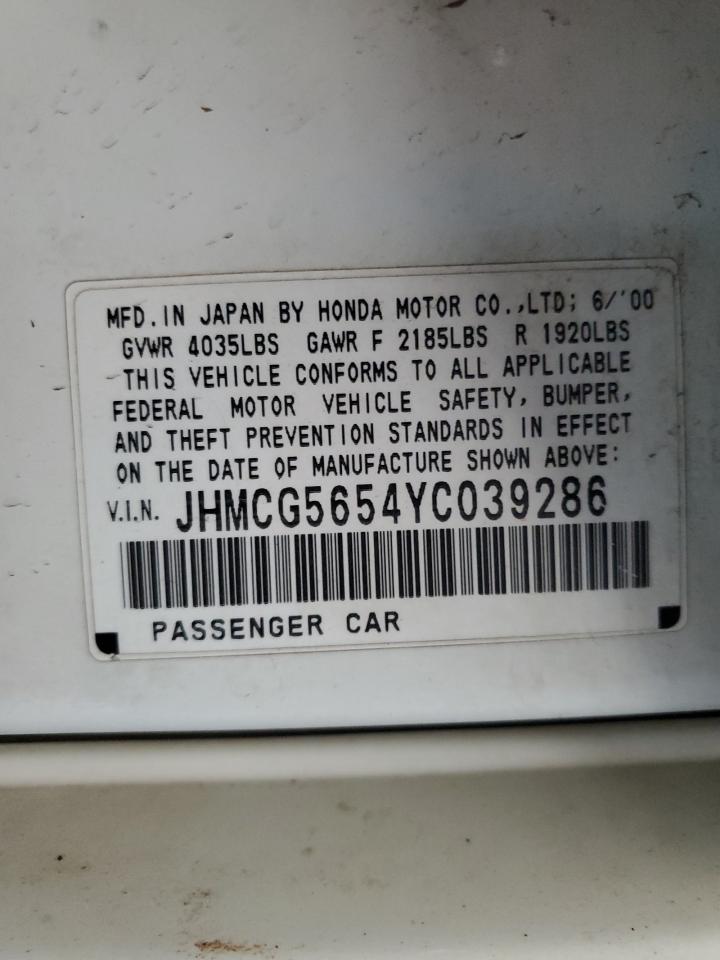 MFD.IN JAPAN BY HONDA MOTOR CO.,LTD; 6/'00
GVWR 4035LBS GAWR F 2185LBS R 1920LBS
THIS VEHICLE CONFORMS TO ALL APPLICABLE
FEDERAL MOTOR VEHICLE SAFETY, BUMPER,
AND THEFT PREVENTION STANDARDS IN EFFECT
ON THE DATE OF MANUFACTURE SHOWN ABOVE:
V.I.N. JHMCG5654YC039286
PASSENGER CAR